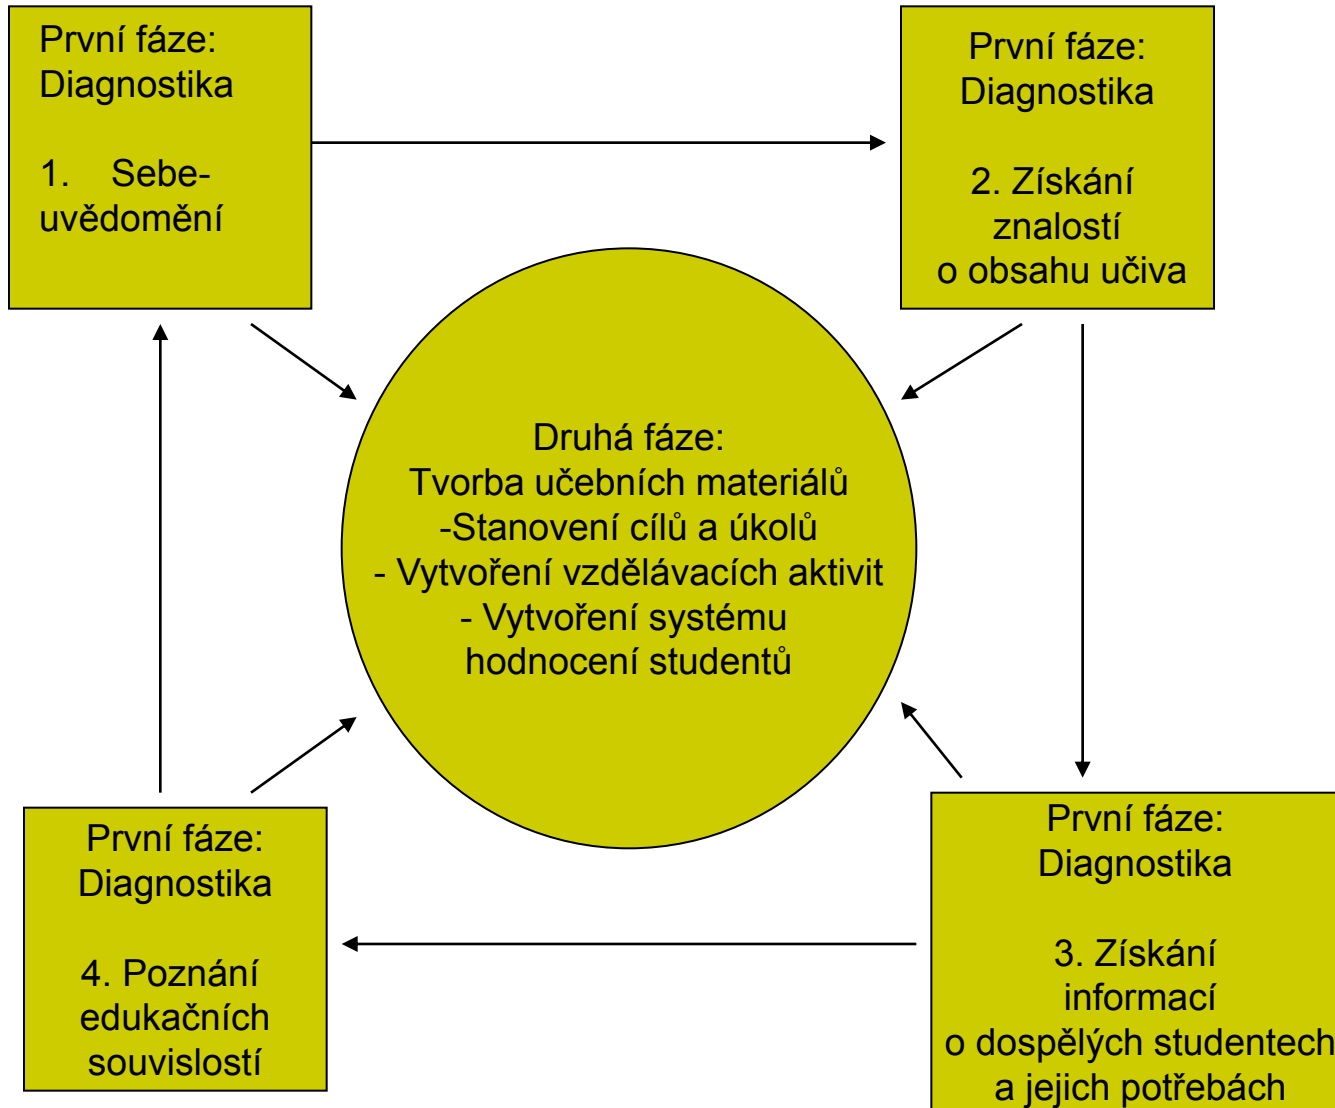 První fáze:
Diagnostika
1. Sebe-
uvědomění
První fáze:
Diagnostika
2. Získání
znalostí
o obsahu učiva
Druhá fáze:
Tvorba učebních materiálů
-Stanovení cílů a úkolů
- Vytvoření vzdělávacích aktivit
- Vytvoření systému
hodnocení studentů
První fáze:
Diagnostika
3. Získání
informací
o dospělých studentech
a jejich potřebách
První fáze:
Diagnostika
4. Poznání
edukačních
souvislostí